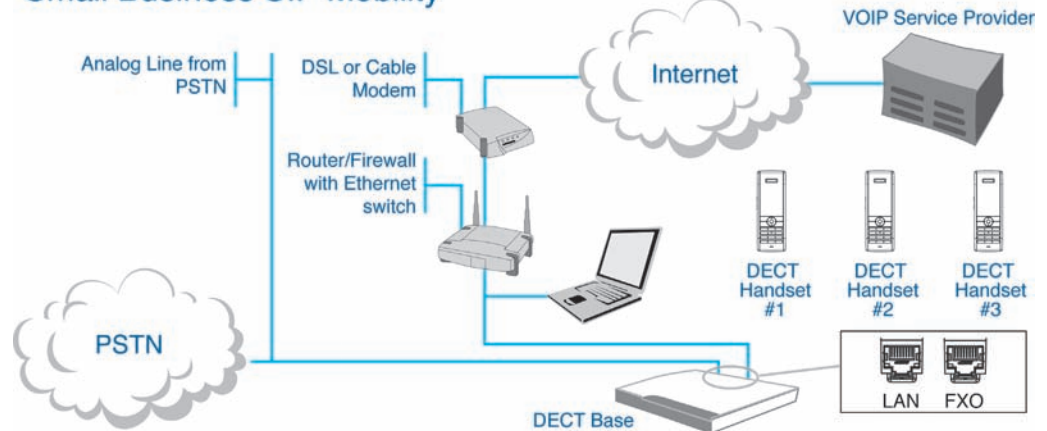 Small Business SIP Mobility
VOIP Service Provider
Analog Line from
PSTN
DSL or Cable
Modem
Internet
Router/Firewall
with Ethernet
switch
DECT
Handset
#1
DECT
Handset
#2
DECT
Handset
#3
PSTN
LAN FXO
DECT Base